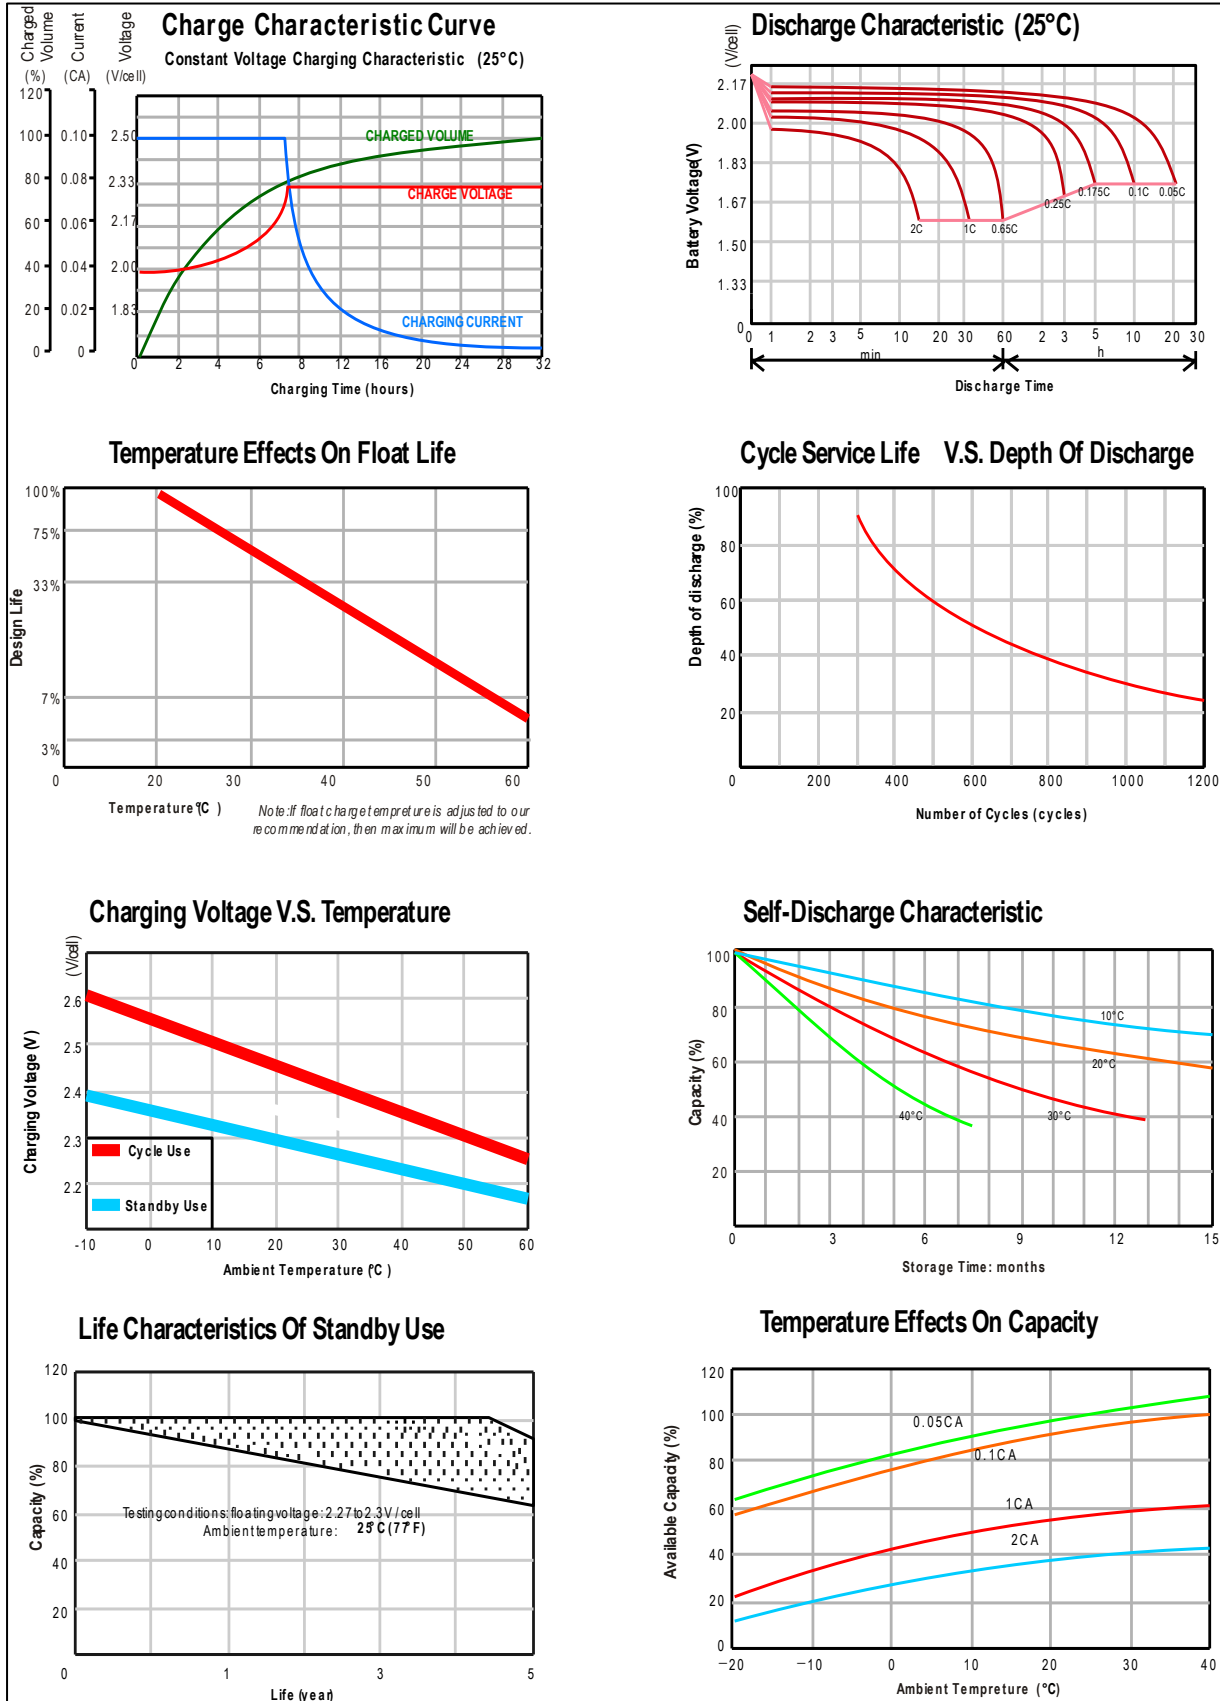 Charge Characteristic Curve
Constant Voltage Charging Characteristic (25°C)
Charged Volume
Current
Voltage
(%) (CA) (V/cell)
120
100 0.10 2.50
80 0.08 2.33
60 0.06 2.17
40 0.04 2.00
20 0.02 1.83
0 0
CHARGED VOLUME
CHARGE VOLTAGE
CHARGING CURRENT
0 2 4 6 8 12 16 20 24 28 32
Charging Time (hours)
Discharge Characteristic (25°C)
(V/cell)
Battery Voltage(V)
2.17
2.00
1.83
1.67
1.50
1.33
0
2C 1C 0.65C 0.25C 0.175C 0.1C 0.05C
0 1 2 3 5 10 20 30 60 2 3 5 10 20 30
min h
Discharge Time
Temperature Effects On Float Life
Design Life
100%
75%
33%
7%
3%
0 20 30 40 50 60
Temperature(°C )
Note:If float charge tempreture is adjusted to our
recommendation, then maximum will be achieved.
Cycle Service Life V.S. Depth Of Discharge
Depth of discharge (%)
100
80
60
40
20
0 200 400 600 800 1000 1200
Number of Cycles (cycles)
Charging Voltage V.S. Temperature
(V/cell)
Charging Voltage (V)
2.6
2.5
2.4
2.3
2.2
Cycle Use
Standby Use
-10 0 10 20 30 40 50 60
Ambient Temperature (°C )
Self-Discharge Characteristic
Capacity (%)
100
80
60
40
20
10°C
20°C
30°C
40°C
0 3 6 9 12 15
Storage Time: months
Life Characteristics Of Standby Use
Capacity (%)
120
100
80
60
40
20
0 1 3 5
Testing conditions: floating voltage: 2.27 to 2.3V / cell
Ambient temperature: 25°C (77°F)
Life (year)
Temperature Effects On Capacity
Available Capacity (%)
120
100
80
60
40
20
0
0.05CA
0.1CA
1CA
2CA
−20 −10 0 10 20 30 40
Ambient Tempreture (°C)